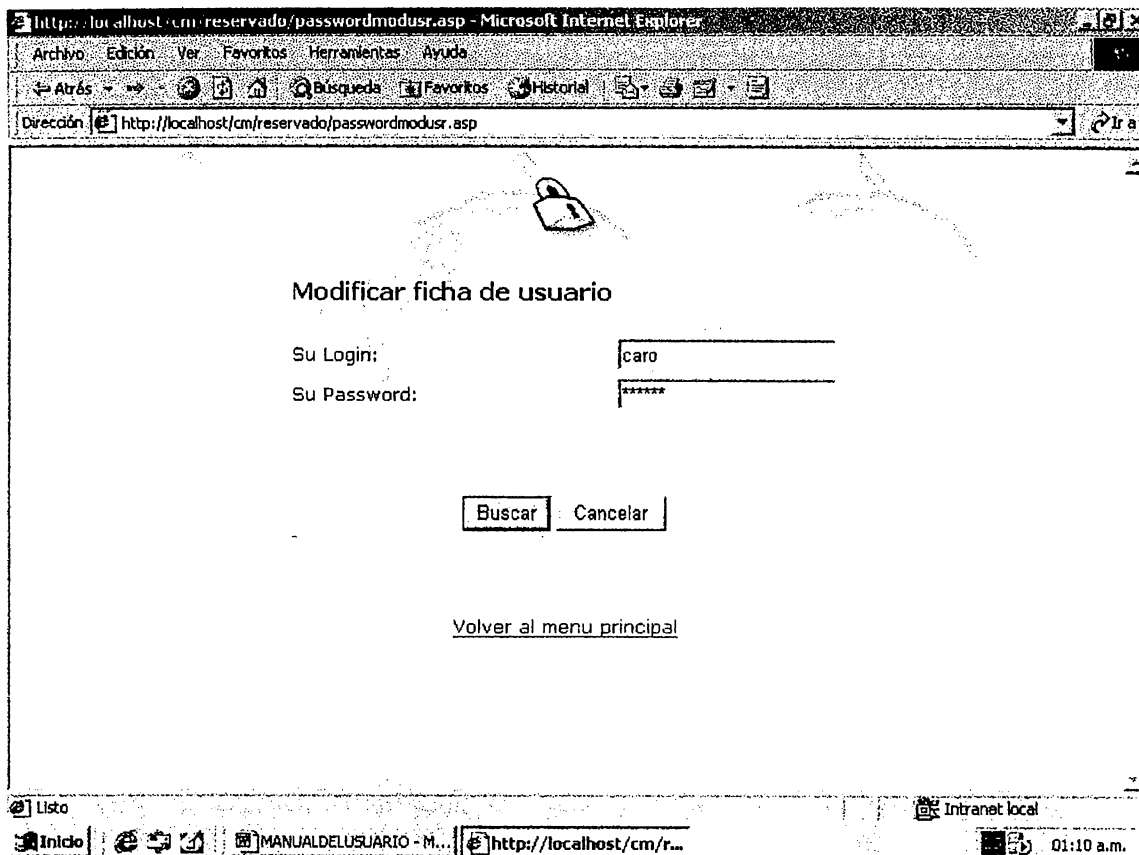 http://localhost/cm/reservado/passwordmodusr.asp - Microsoft Internet Explorer
Archivo Edición Ver Favoritos Herramientas Ayuda
Atrás Búsqueda Favoritos Historial
Dirección http://localhost/cm/reservado/passwordmodusr.asp Ir a
Modificar ficha de usuario
Su Login: caro
Su Password: ******
Buscar Cancelar
Volver al menu principal
Listo Intranet local
Inicio MANUALDELUSUARIO - M... http://localhost/cm/r... 01:10 a.m.